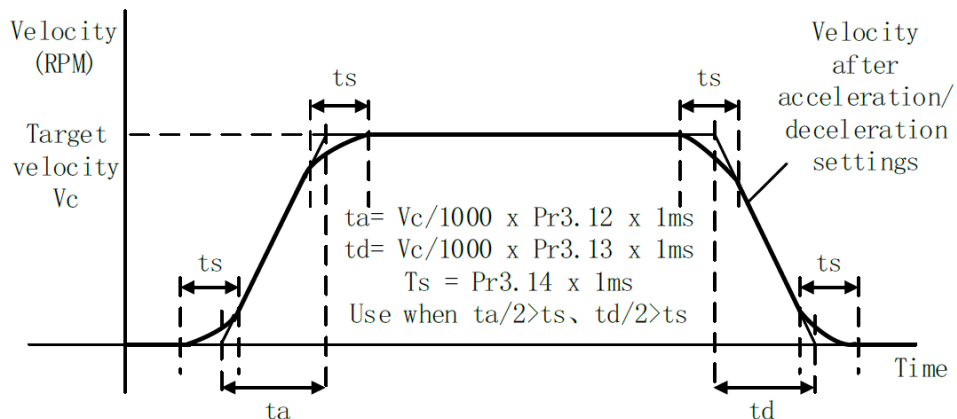 Velocity
(RPM)
ts
ts
Velocity
after
acceleration/
deceleration
settings
Target
velocity
Vc
ta= Vc/1000 x Pr3.12 x 1ms
td= Vc/1000 x Pr3.13 x 1ms
Ts = Pr3.14 x 1ms
Use when ta/2>ts、td/2>ts
ts
ts
Time
ta
td